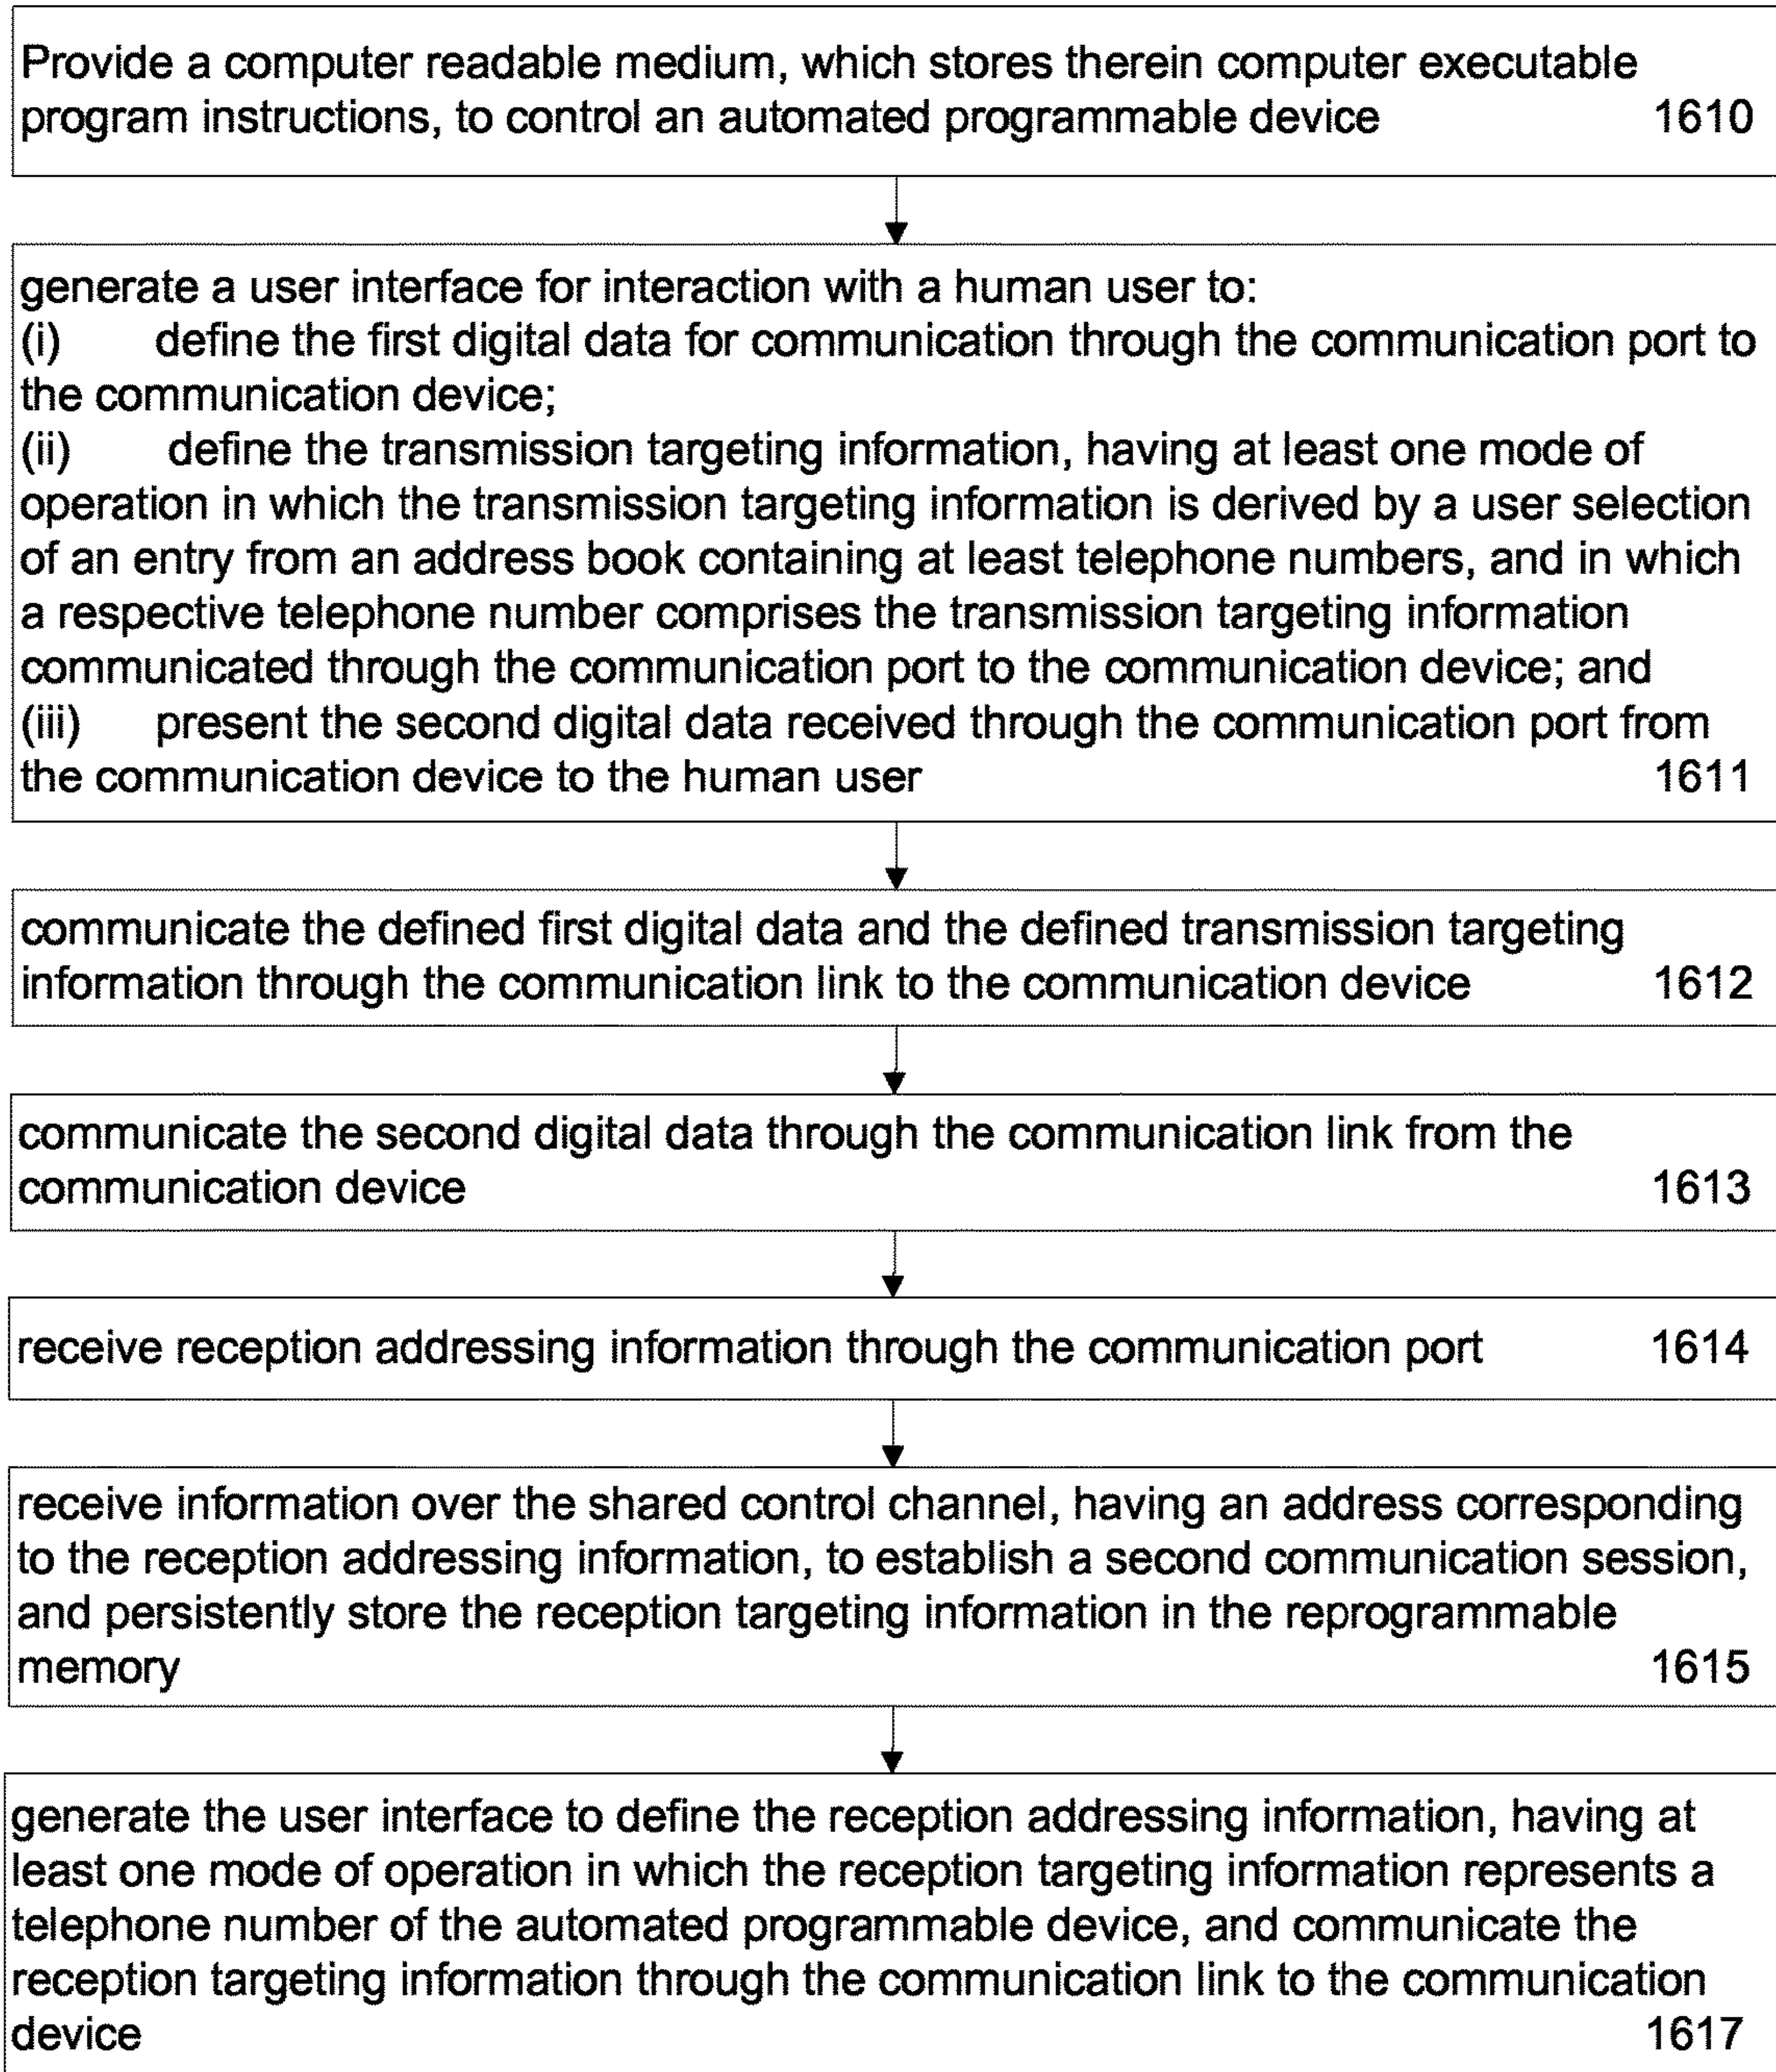 Provide a computer readable medium, which stores therein computer executable
program instructions, to control an automated programmable device 1610
generate a user interface for interaction with a human user to:
(i) define the first digital data for communication through the communication port to
the communication device;
(ii) define the transmission targeting information, having at least one mode of
operation in which the transmission targeting information is derived by a user selection
of an entry from an address book containing at least telephone numbers, and in which
a respective telephone number comprises the transmission targeting information
communicated through the communication port to the communication device; and
(iii) present the second digital data received through the communication port from
the communication device to the human user 1611
communicate the defined first digital data and the defined transmission targeting
information through the communication link to the communication device 1612
communicate the second digital data through the communication link from the
communication device 1613
receive reception addressing information through the communication port 1614
receive information over the shared control channel, having an address corresponding
to the reception addressing information, to establish a second communication session,
and persistently store the reception targeting information in the reprogrammable
memory 1615
generate the user interface to define the reception addressing information, having at
least one mode of operation in which the reception targeting information represents a
telephone number of the automated programmable device, and communicate the
reception targeting information through the communication link to the communication
device 1617